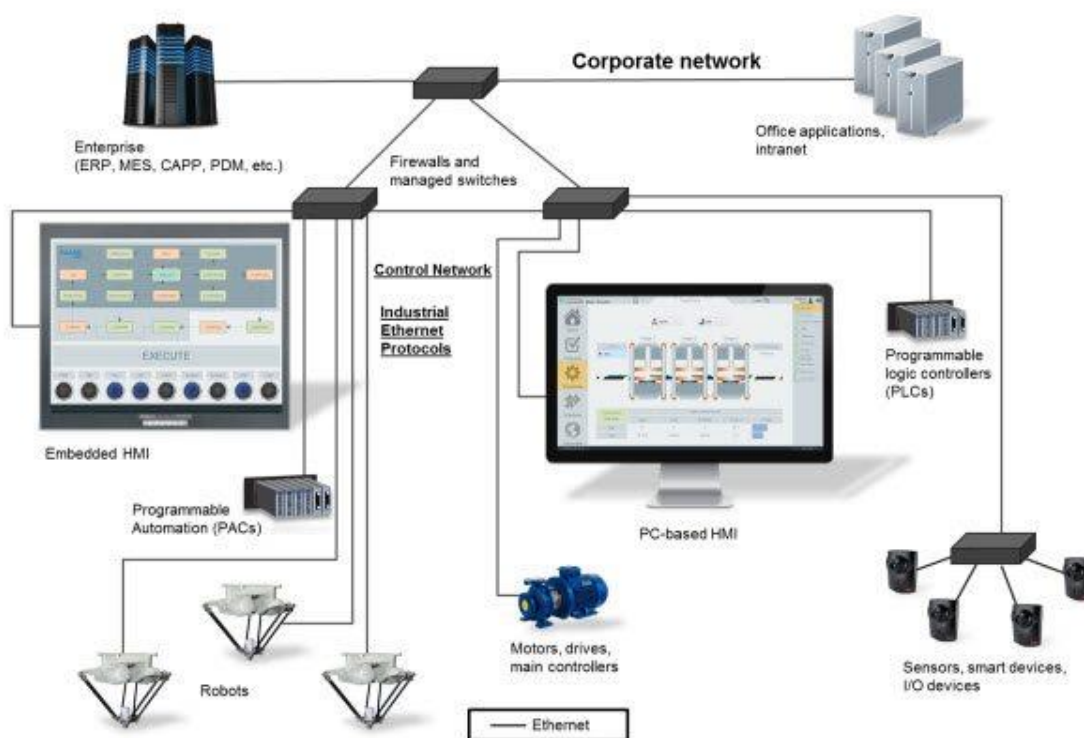 Corporate network
Enterprise
(ERP, MES, CAPP, PDM, etc.)
Office applications,
intranet
Firewalls and
managed switches
Control Network
Industrial
Ethernet
Protocols
EXECUTE
Embedded HMI
Programmable
logic controllers
(PLCs)
Programmable
Automation (PACs)
PC-based HMI
Motors, drives,
main controllers
Robots
Sensors, smart devices,
I/O devices
Ethernet